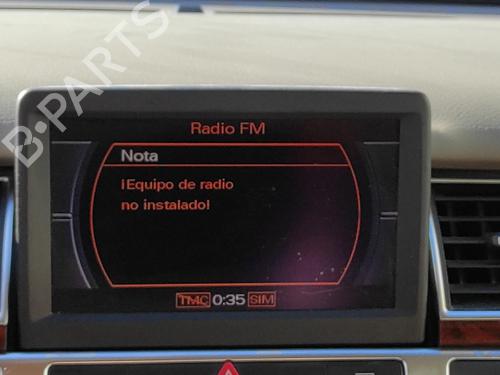 B-PARTS
Radio FM
Nota
¡Equipo de radio
no instalado!
TMC 0:35 SIM